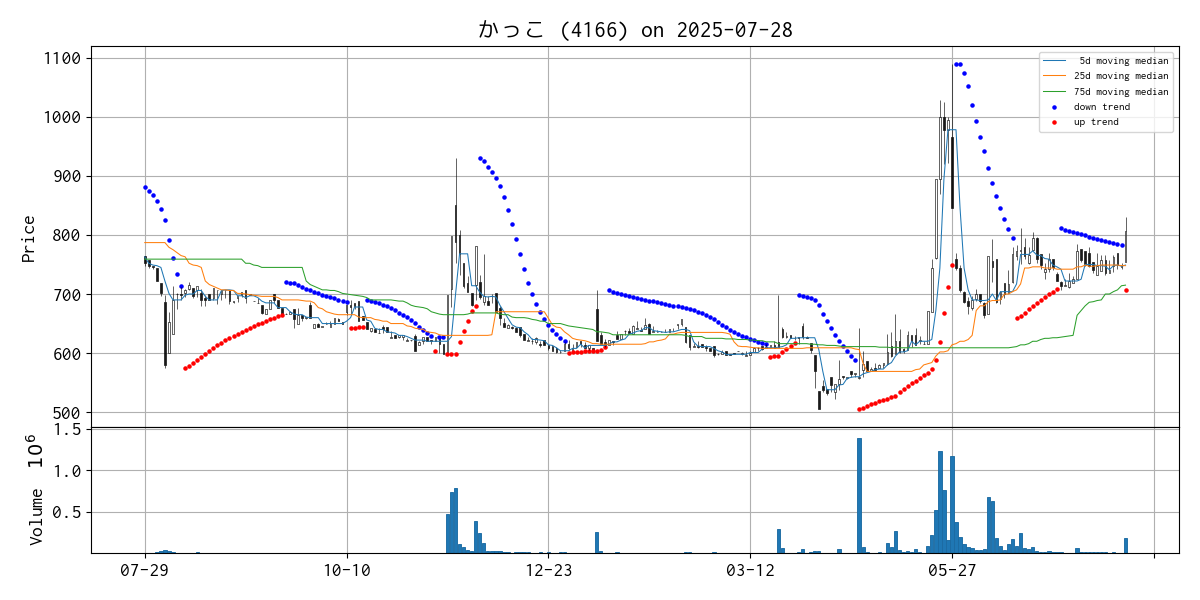 かっこ (4166) on 2025-07-28
1100
1000
900
800
700
600
500
Price
5d moving median
25d moving median
75d moving median
down trend
up trend
1.5
1.0
0.5
Volume 10^6
07-29
10-10
12-23
03-12
05-27